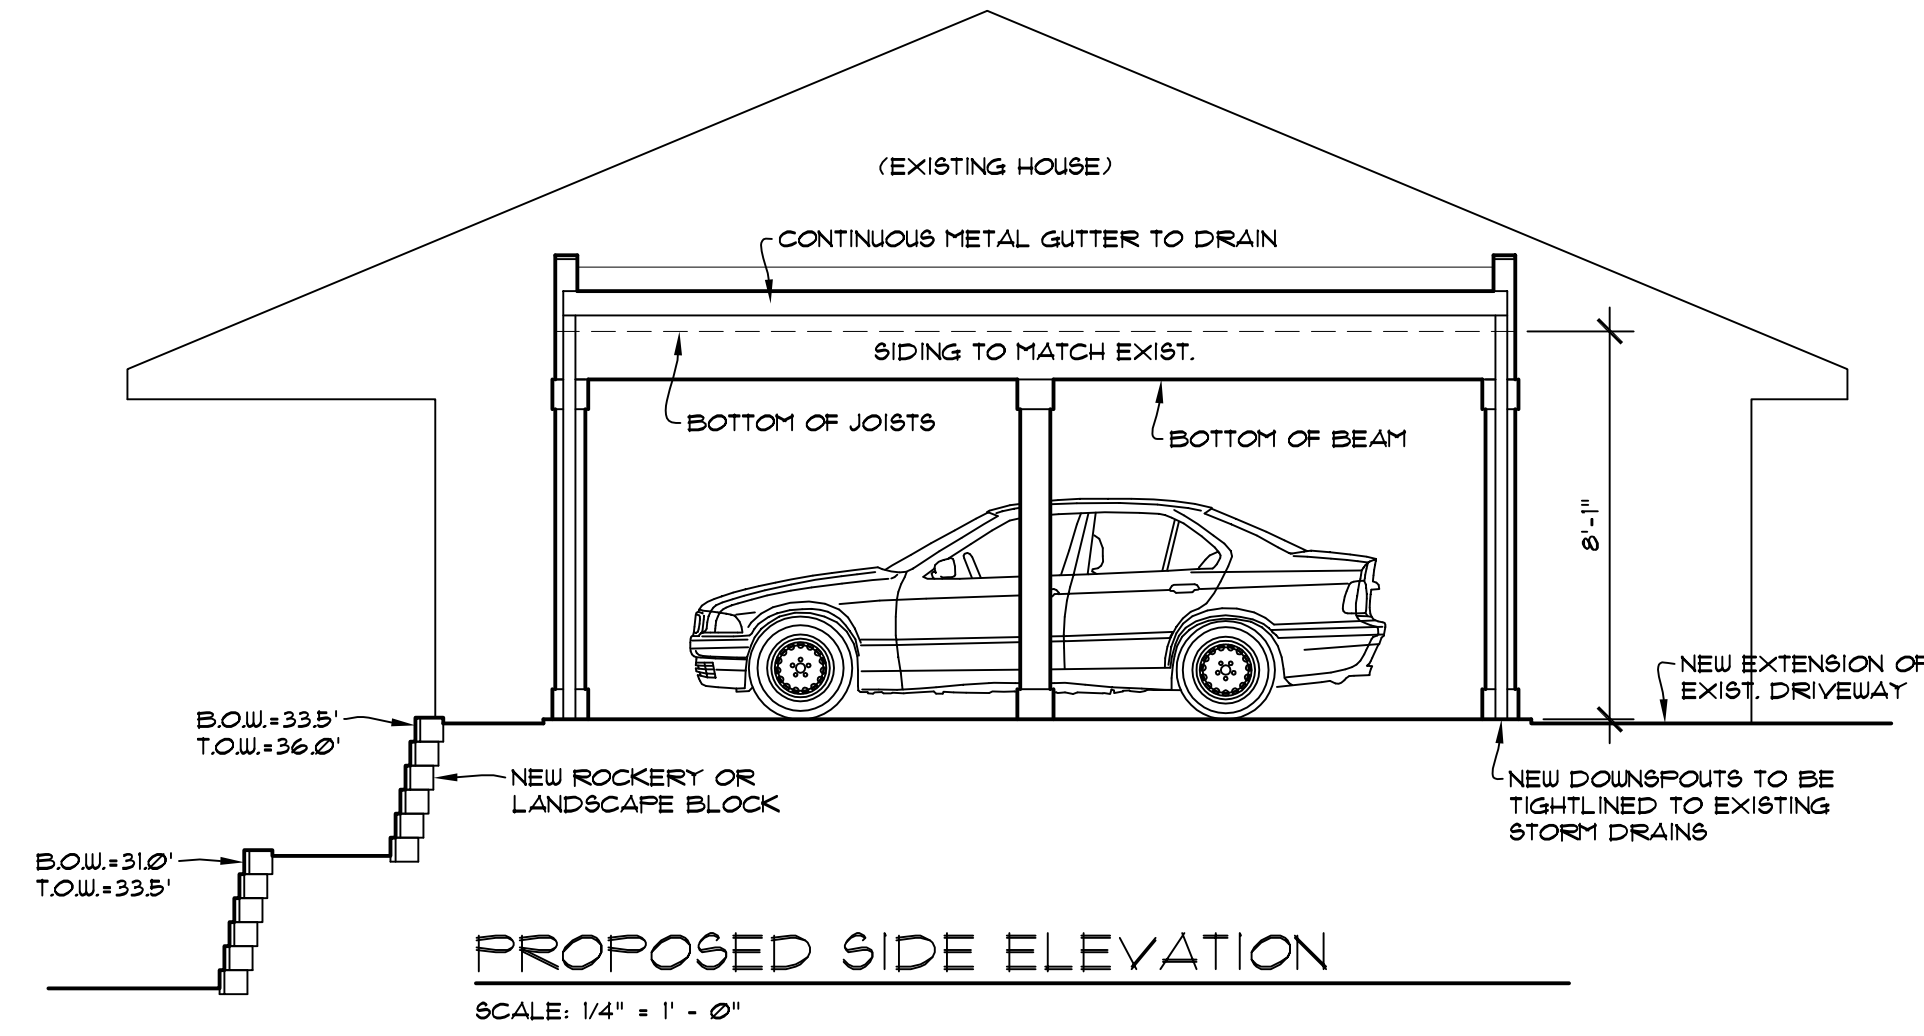 (EXISTING HOUSE)
CONTINUOUS METAL GUTTER TO DRAIN
SIDING TO MATCH EXIST.
BOTTOM OF JOISTS
BOTTOM OF BEAM
8'-1"
NEW EXTENSION OF
EXIST. DRIVEWAY
B.O.W.=33.5'
T.O.W.=36.0'
NEW ROCKERY OR
LANDSCAPE BLOCK
NEW DOWNSPOUTS TO BE
TIGHTLINED TO EXISTING
STORM DRAINS
B.O.W.=31.0'
T.O.W.=33.5'
PROPOSED SIDE ELEVATION
SCALE: 1/4" = 1' - 0"